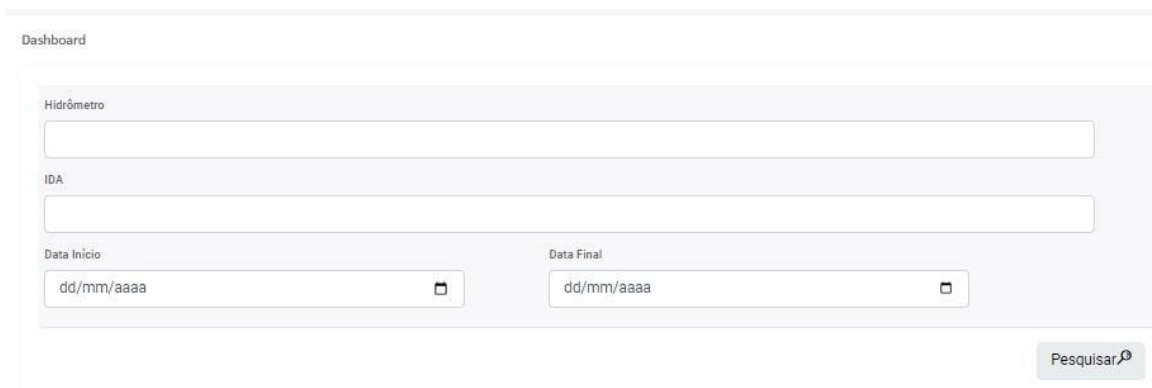 Dashboard
Hidrômetro
IDA
Data Início Data Final
dd/mm/aaaa dd/mm/aaaa
Pesquisar